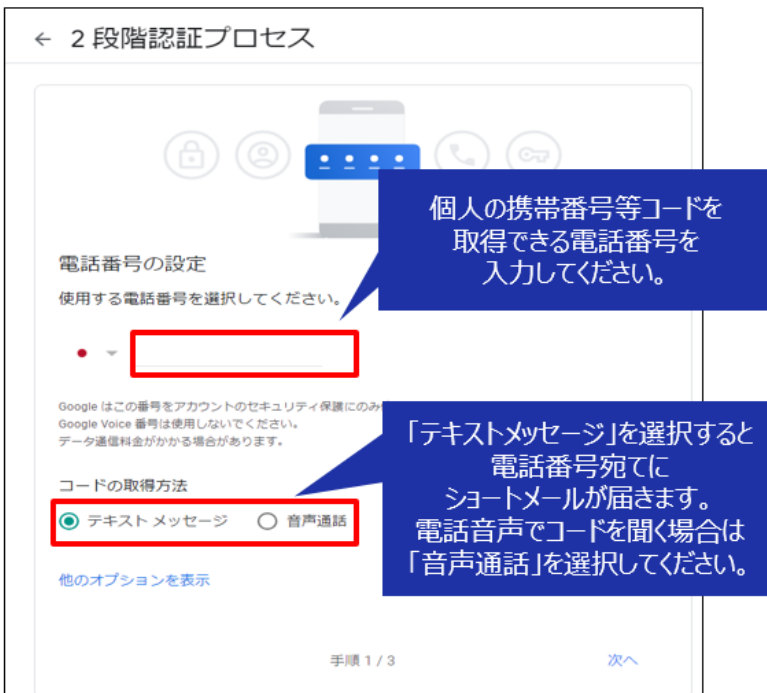 ← 2 段階認証プロセス
個人の携帯番号等コードを
取得できる電話番号を
入力してください。
電話番号の設定
使用する電話番号を選択してください。
Google はこの番号をアカウントのセキュリティ保護にのみ
Google Voice 番号は使用しないでください。
データ通信料金がかかる場合があります。
「テキストメッセージ」を選択すると
電話番号宛てに
ショートメールが届きます。
電話音声でコードを聞く場合は
「音声通話」を選択してください。
コードの取得方法
テキスト メッセージ 音声通話
他のオプションを表示
手順 1 / 3 次へ